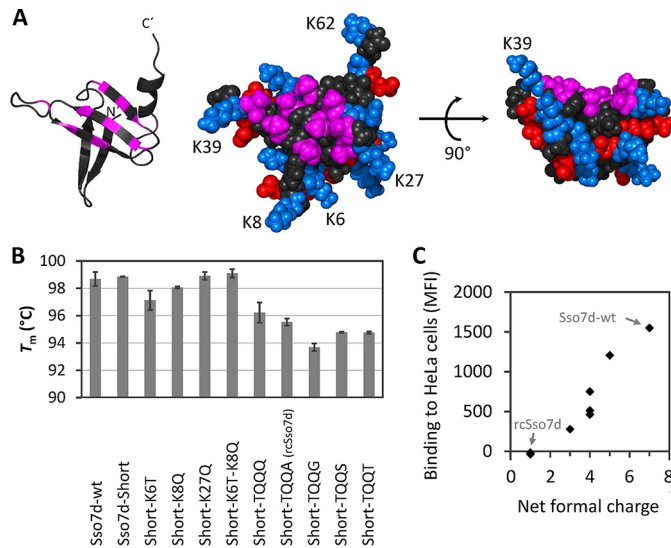 A
C′
N
K62
K39
K8
K6
K27
90°
K39
B
Tm (°C)
100
98
96
94
92
90
Sso7d-wt
Sso7d-Short
Short-K6T
Short-K8Q
Short-K27Q
Short-K6T-K8Q
Short-TQQQ
Short-TQQA (rcSso7d)
Short-TQQG
Short-TQQS
Short-TQQT
C
Binding to HeLa cells (MFI)
2000
1500
1000
500
0
Sso7d-wt
rcSso7d
0 2 4 6 8
Net formal charge